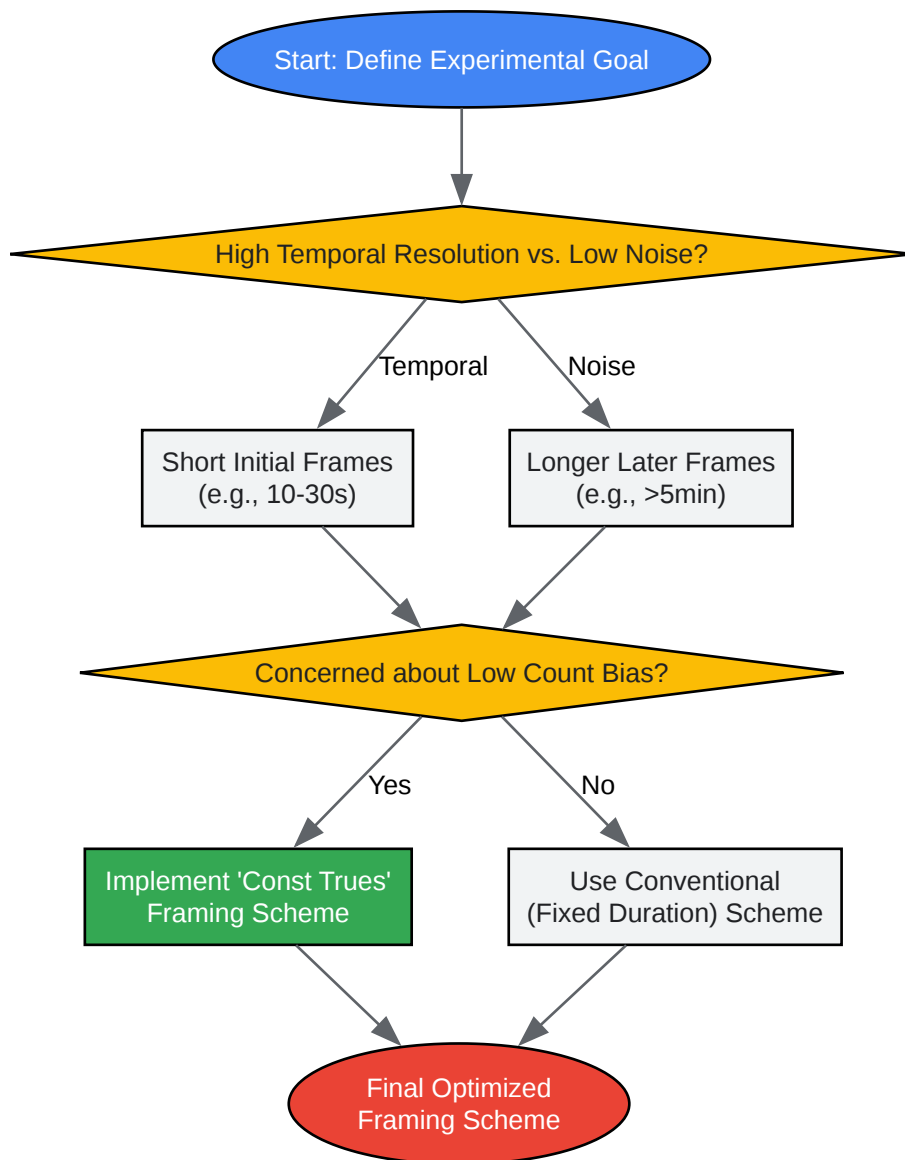 Start: Define Experimental Goal
High Temporal Resolution vs. Low Noise?
Temporal
Noise
Short Initial Frames
(e.g., 10-30s)
Longer Later Frames
(e.g., >5min)
Concerned about Low Count Bias?
Yes
No
Implement 'Const Trues'
Framing Scheme
Use Conventional
(Fixed Duration) Scheme
Final Optimized
Framing Scheme